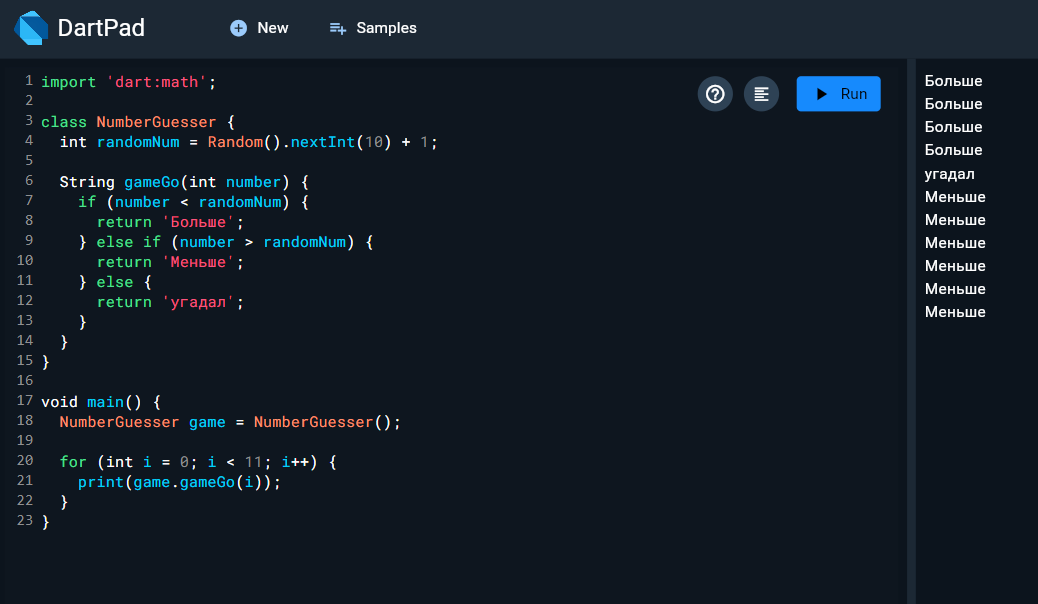 DartPad
New
Samples
Run
1 import 'dart:math';
2
3 class NumberGuesser {
4   int randomNum = Random().nextInt(10) + 1;
5
6   String gameGo(int number) {
7     if (number < randomNum) {
8       return 'Больше';
9     } else if (number > randomNum) {
10       return 'Меньше';
11     } else {
12       return 'угадал';
13     }
14   }
15 }
16
17 void main() {
18   NumberGuesser game = NumberGuesser();
19
20   for (int i = 0; i < 11; i++) {
21     print(game.gameGo(i));
22   }
23 }
Больше
Больше
Больше
Больше
угадал
Меньше
Меньше
Меньше
Меньше
Меньше
Меньше